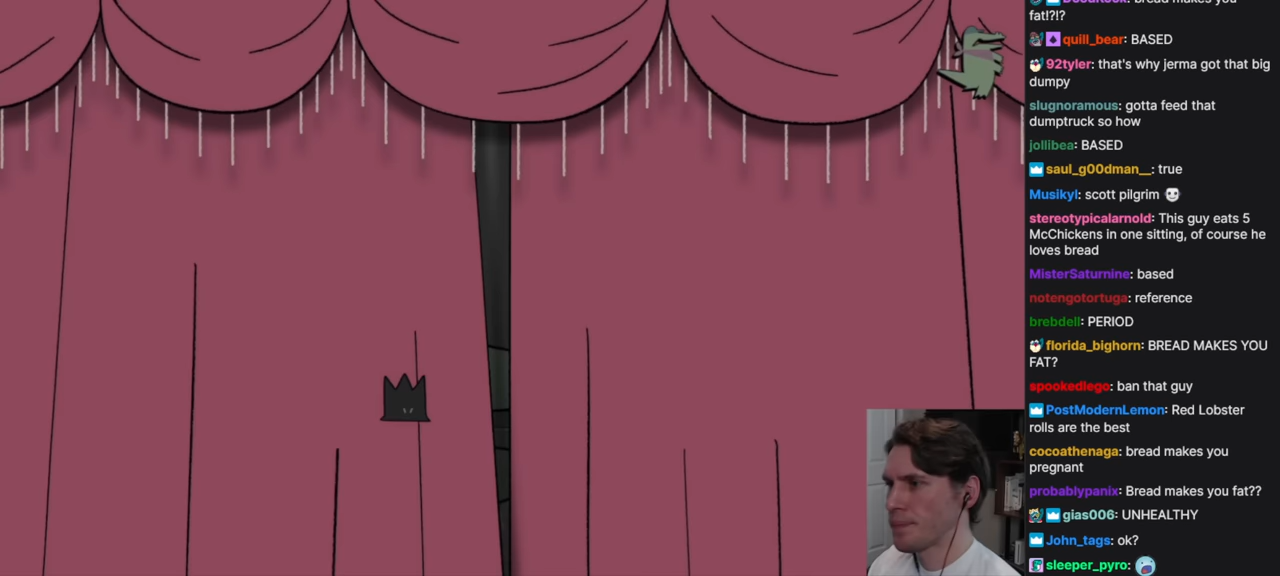 DoodRock: bread makes you
fat!?!?
quill_bear: BASED
92tyler: that's why jerma got that big
dumpy
slugnoramous: gotta feed that
dumptruck so how
jollibea: BASED
saul_g00dman__: true
Musikyl: scott pilgrim
stereotypicalarnold: This guy eats 5
McChickens in one sitting, of course he
loves bread
MisterSaturnine: based
notengotortuga: reference
brebdell: PERIOD
florida_bighorn: BREAD MAKES YOU
FAT?
spookedlego: ban that guy
PostModernLemon: Red Lobster
rolls are the best
cocoathenaga: bread makes you
pregnant
probablypanix: Bread makes you fat??
gias006: UNHEALTHY
John_tags: ok?
sleeper_pyro: